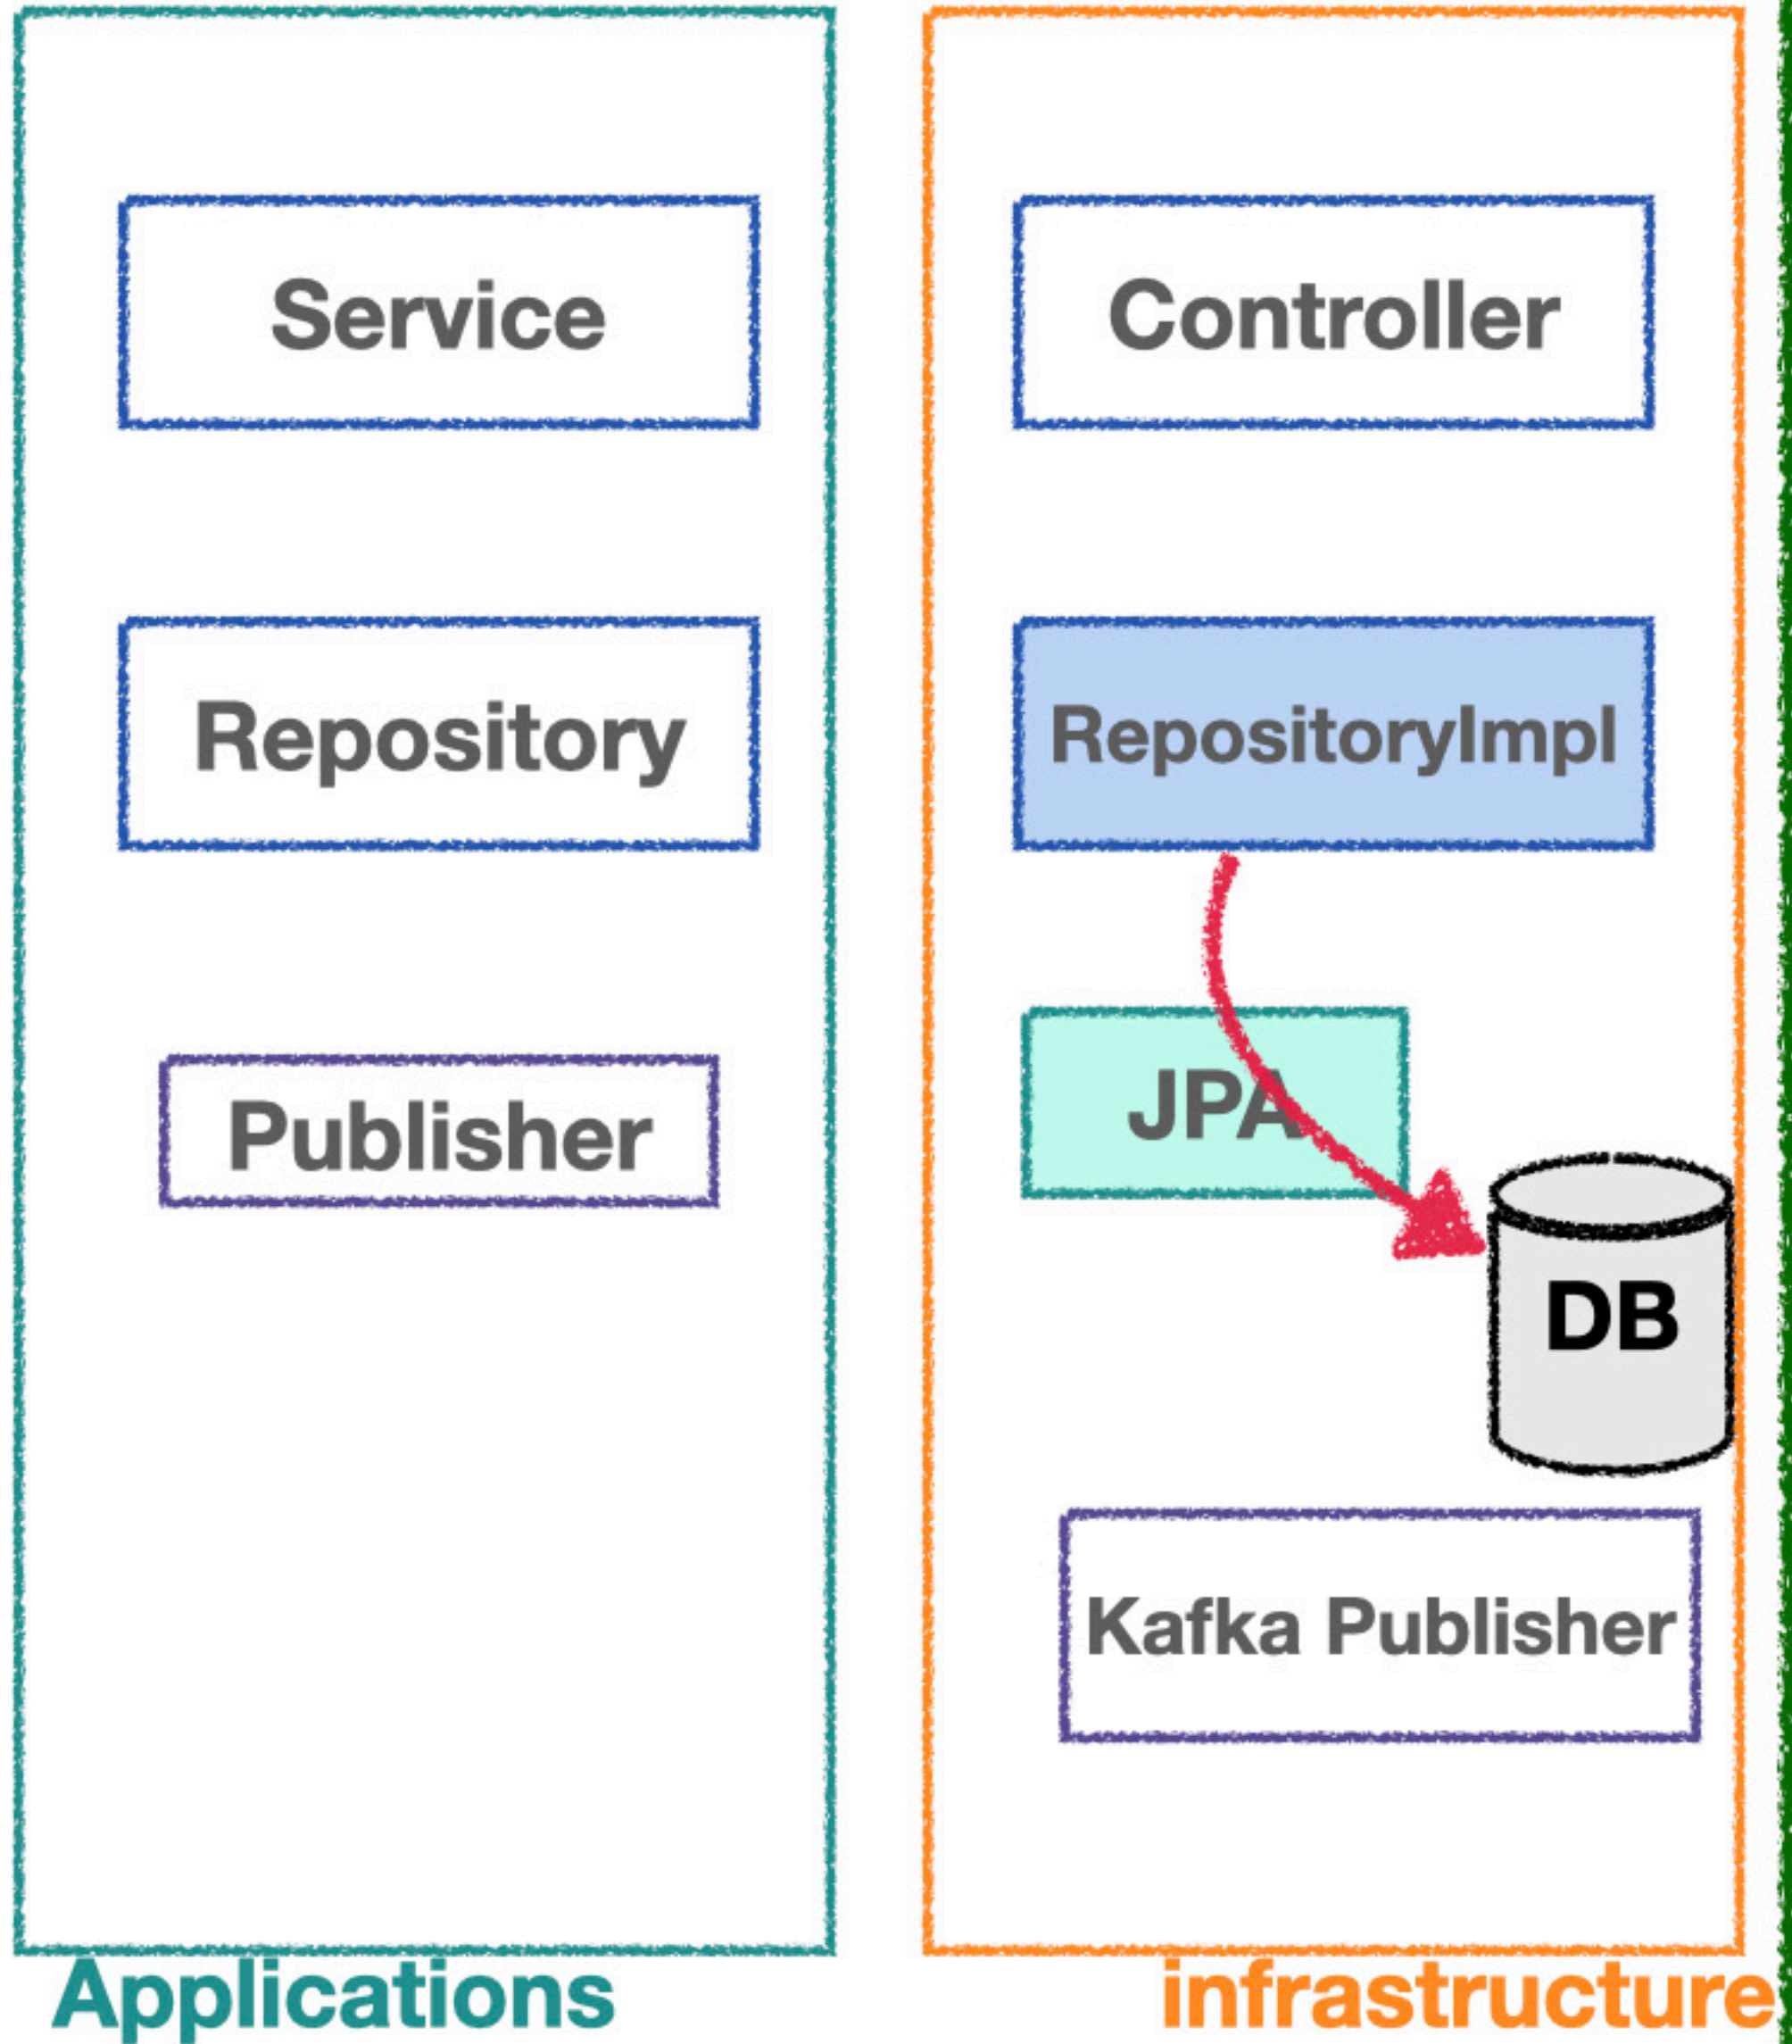 Service
Repository
Publisher
Applications
Controller
RepositoryImpl
JPA
DB
Kafka Publisher
infrastructure